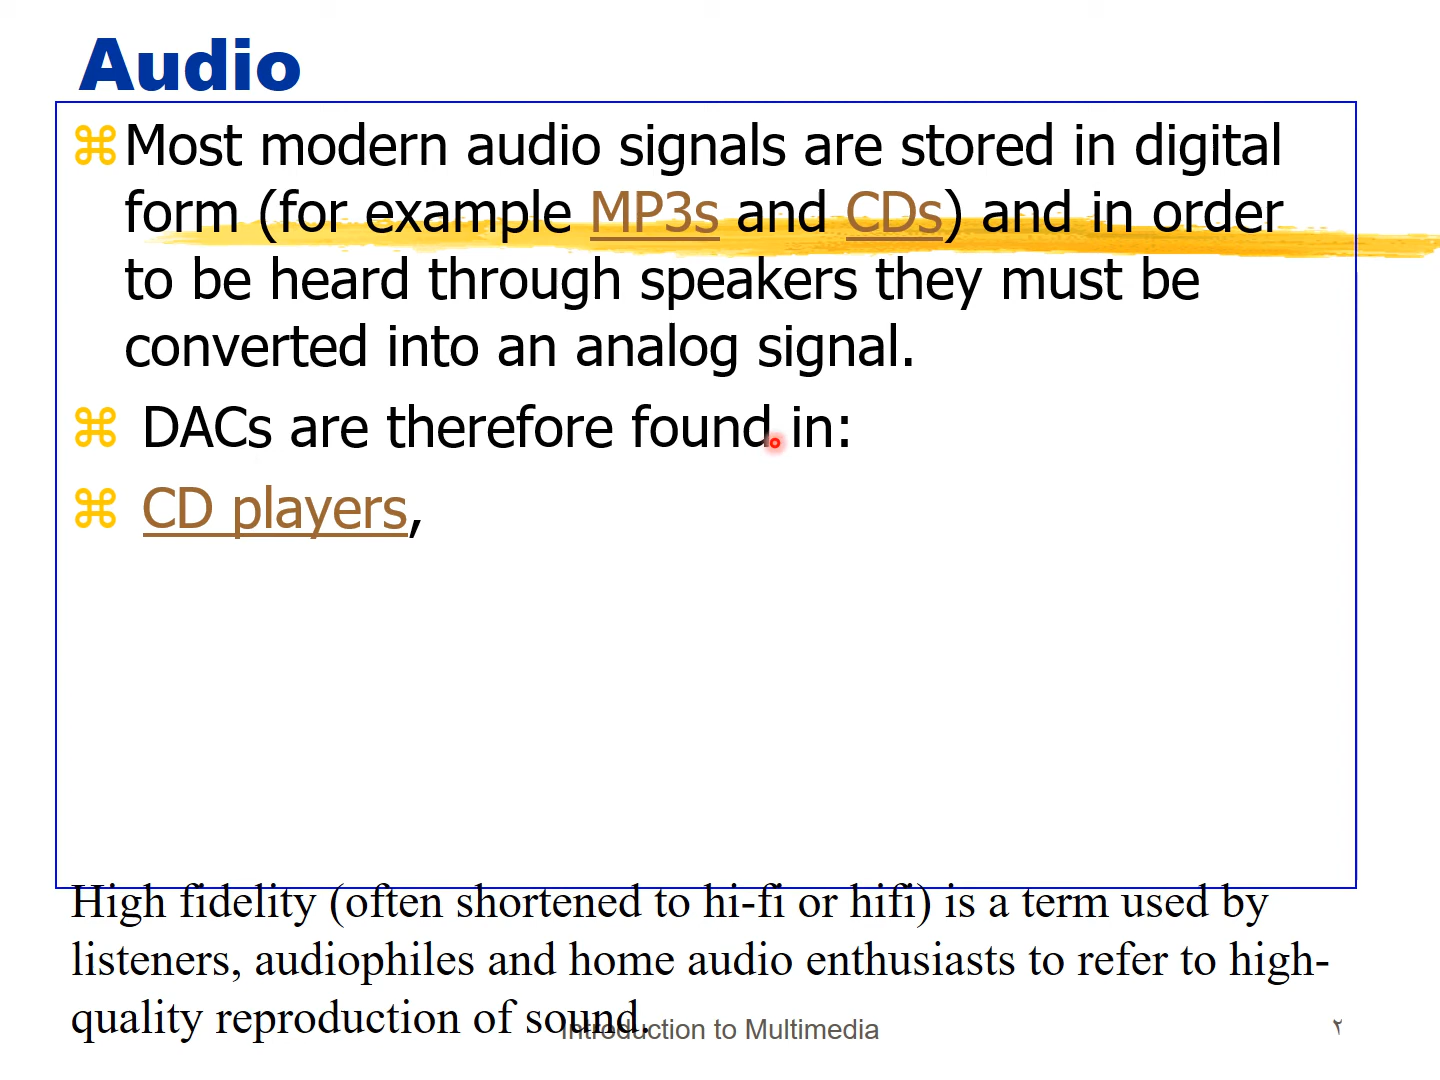 Audio
⌘Most modern audio signals are stored in digital
form (for example MP3s and CDs) and in order
to be heard through speakers they must be
converted into an analog signal.
⌘ DACs are therefore found in:
⌘ CD players,
High fidelity (often shortened to hi-fi or hifi) is a term used by
listeners, audiophiles and home audio enthusiasts to refer to high-
quality reproduction of sound.
Introduction to Multimedia
٢